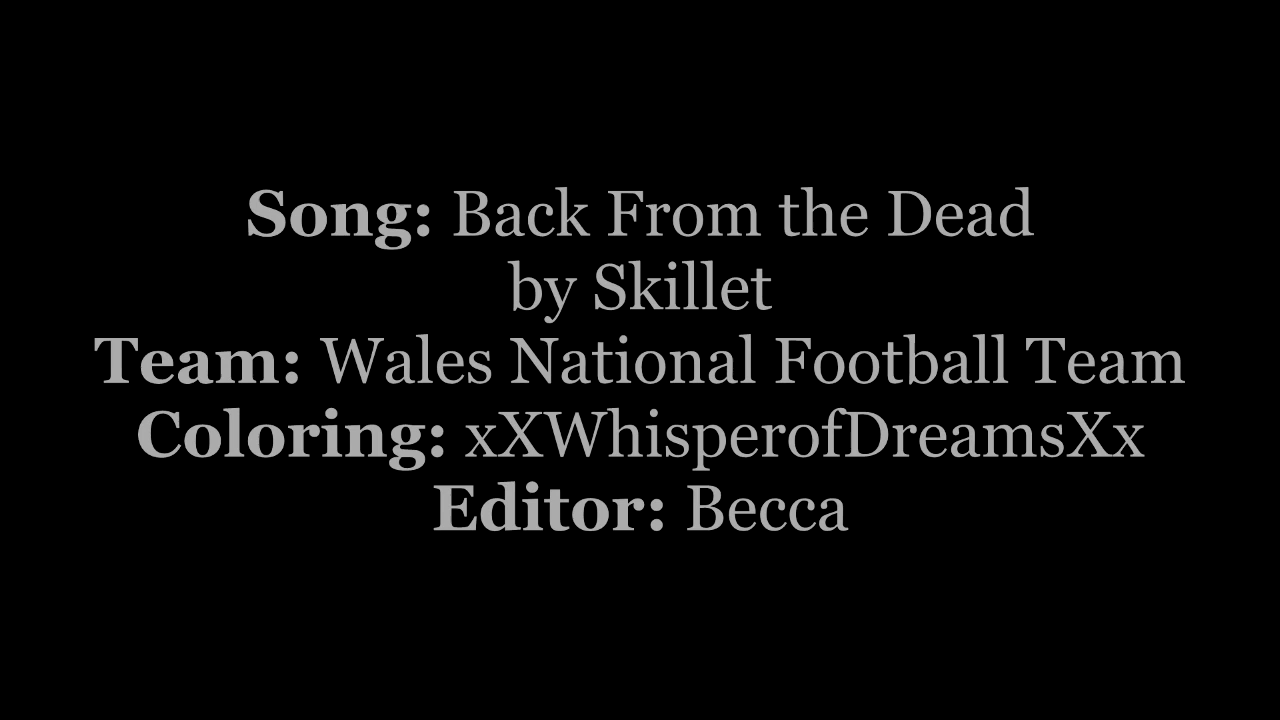 Song: Back From the Dead
by Skillet
Team: Wales National Football Team
Coloring: xXWhisperofDreamsXx
Editor: Becca